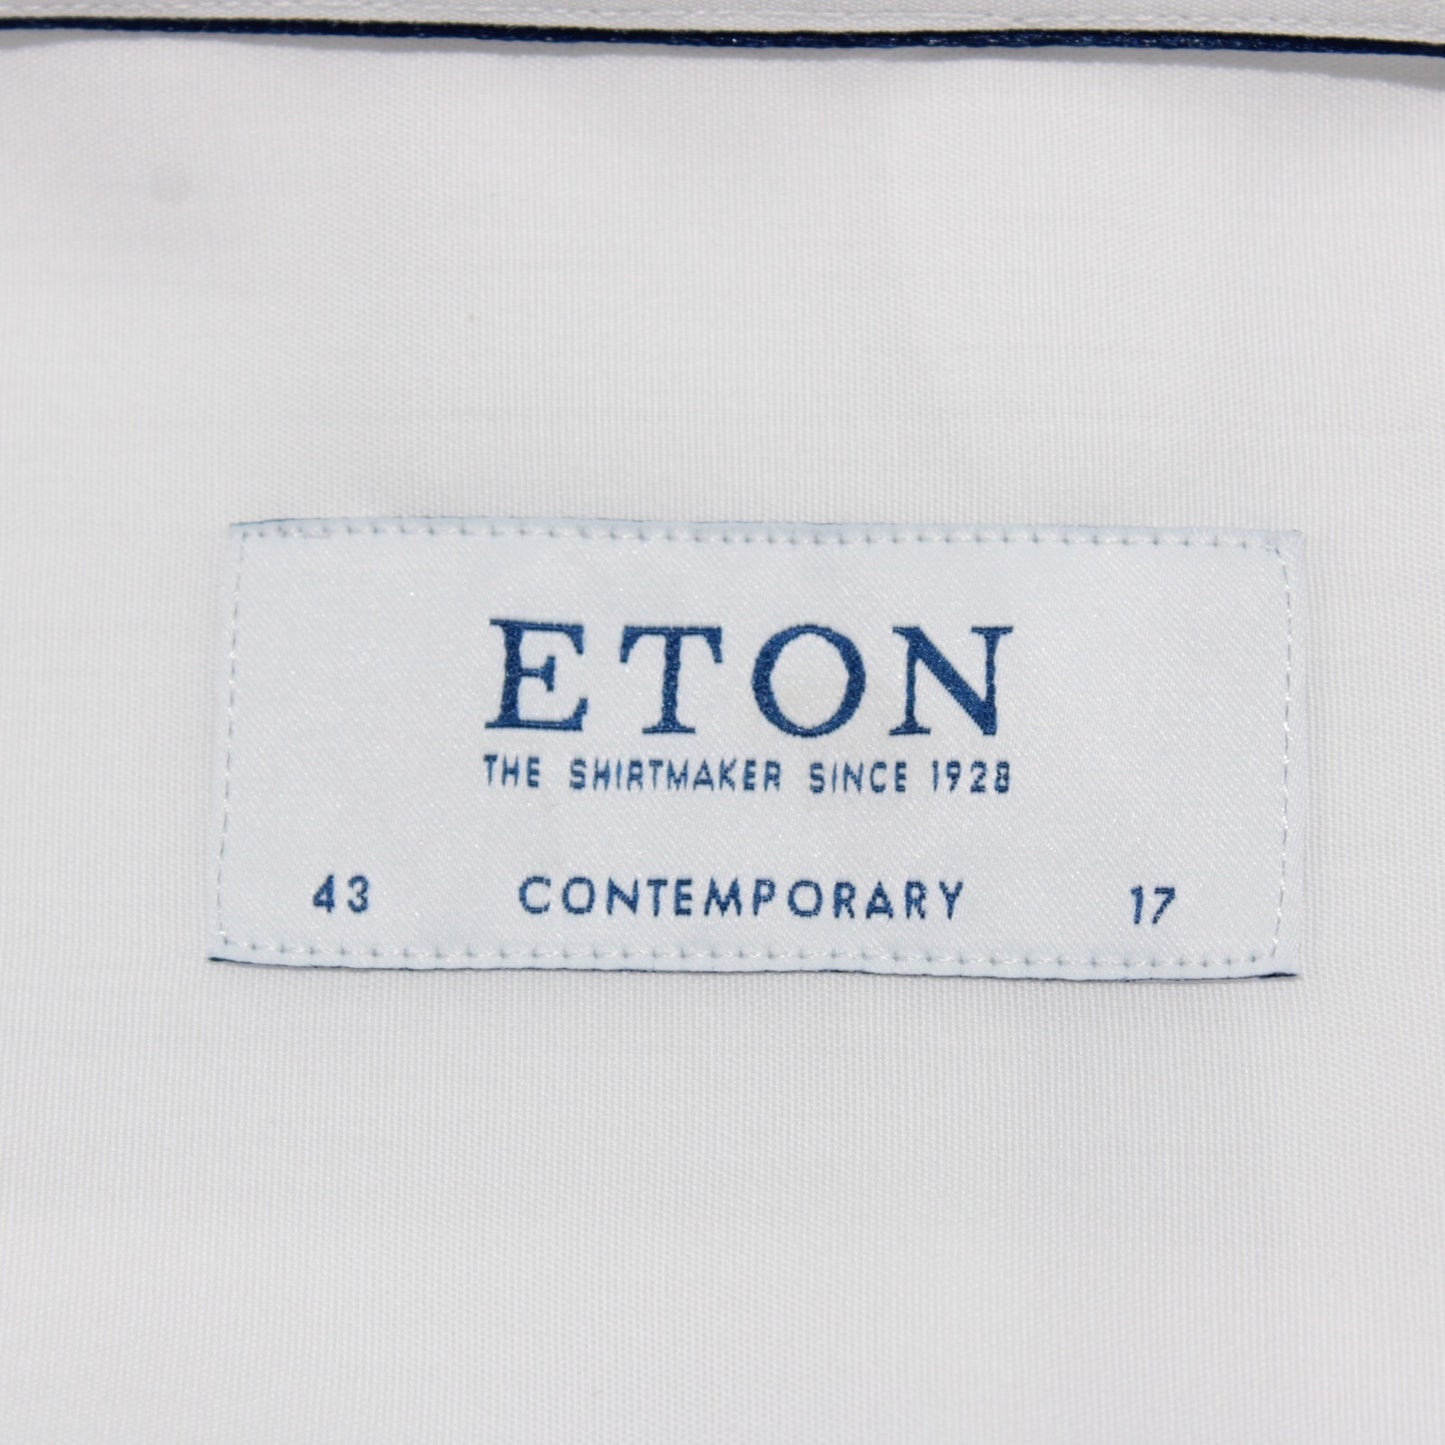 ETON
THE SHIRTMAKER SINCE 1928
43 CONTEMPORARY 17